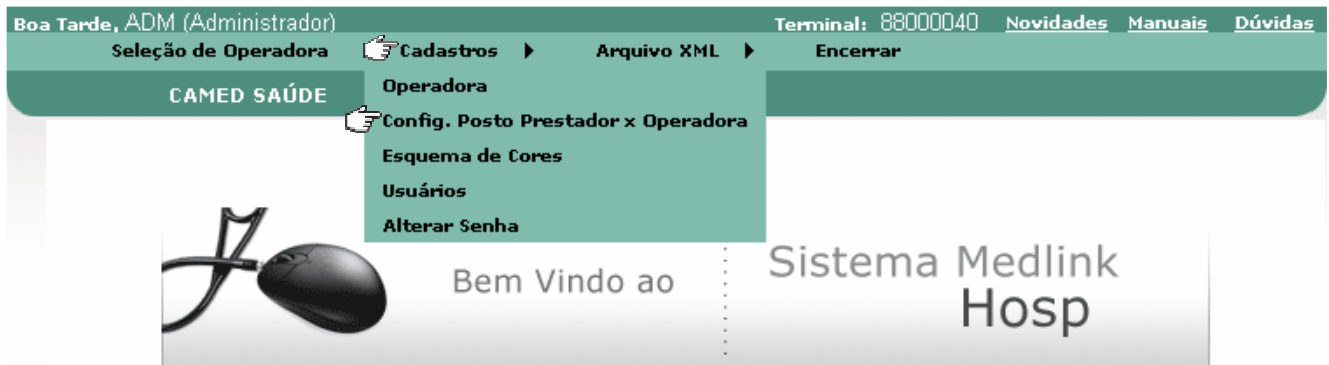 Boa Tarde, ADM (Administrador) Terminal: 88000040 Novidades Manuais Dúvidas
Seleção de Operadora Cadastros Arquivo XML Encerrar
CAMED SAÚDE
Operadora
Config. Posto Prestador x Operadora
Esquema de Cores
Usuários
Alterar Senha
Bem Vindo ao
Sistema Medlink
Hosp